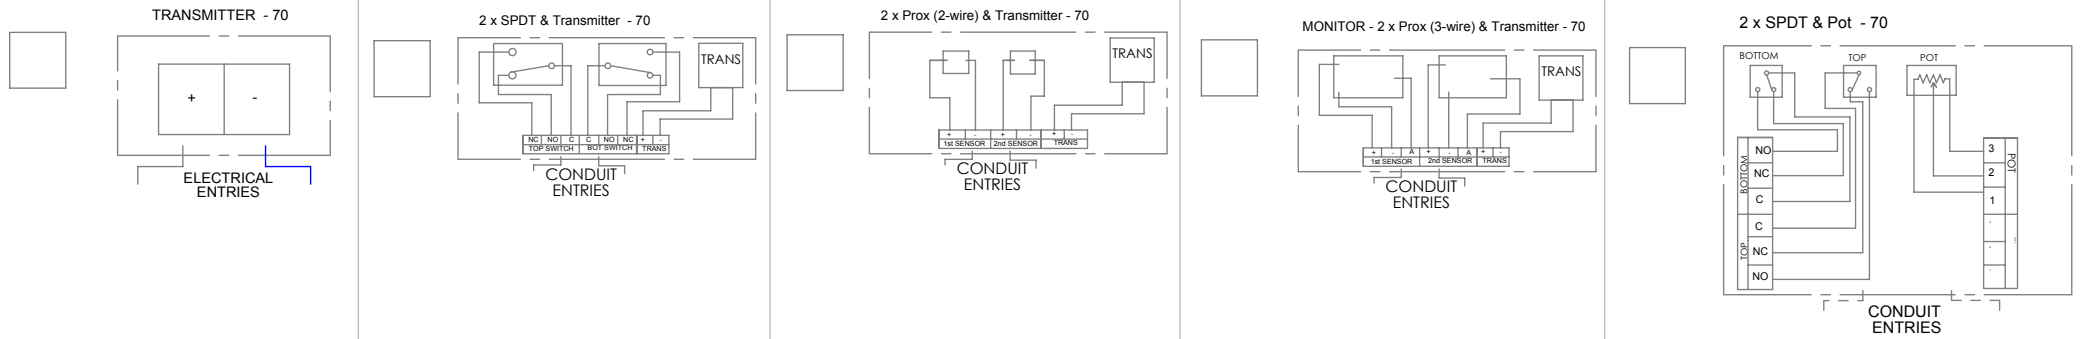 TRANSMITTER - 70
+ -
ELECTRICAL
ENTRIES
2 x SPDT & Transmitter - 70
TRANS
NC NO C C NO NC + -
TOP SWITCH BOT SWITCH TRANS
CONDUIT
ENTRIES
2 x Prox (2-wire) & Transmitter - 70
TRANS
+ - + - + -
1st SENSOR 2nd SENSOR TRANS
CONDUIT
ENTRIES
MONITOR - 2 x Prox (3-wire) & Transmitter - 70
TRANS
+ - A + - A + -
1st SENSOR 2nd SENSOR TRANS
CONDUIT
ENTRIES
2 x SPDT & Pot - 70
BOTTOM TOP POT
BOTTOM
NO
NC
C
TOP
C
NC
NO
3
2
1
POT
CONDUIT
ENTRIES